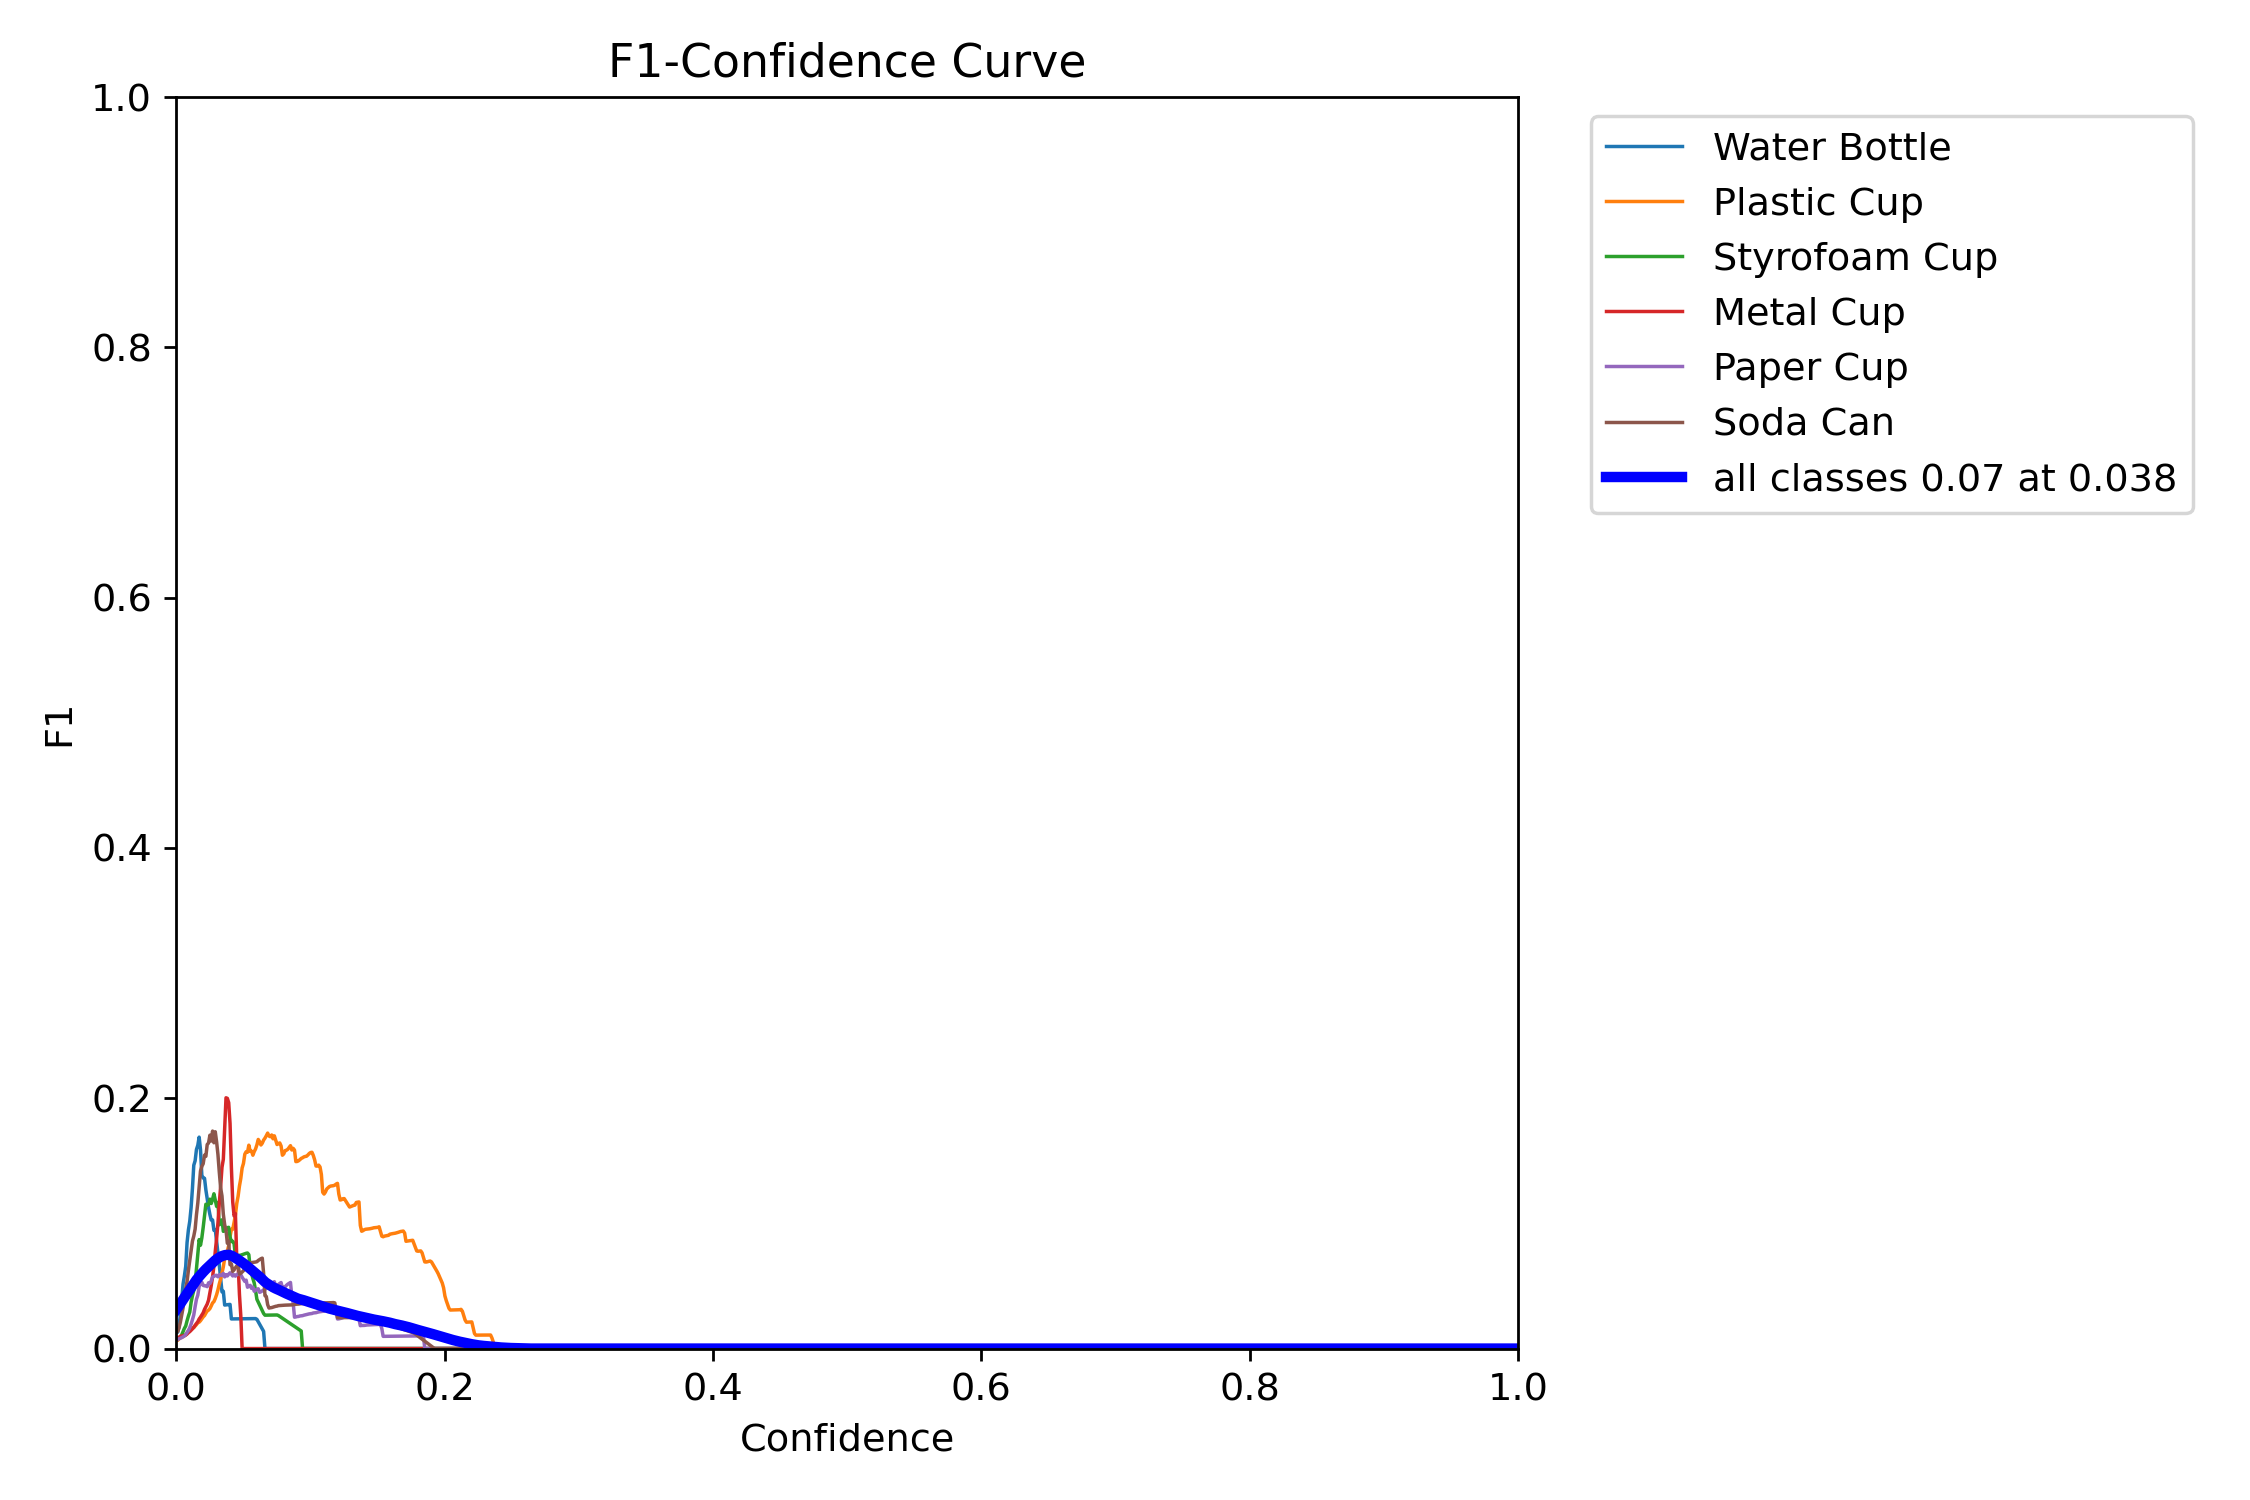 F1-Confidence Curve
1.0
0.8
0.6
0.4
0.2
0.0
F1
0.0 0.2 0.4 0.6 0.8 1.0
Confidence
Water Bottle
Plastic Cup
Styrofoam Cup
Metal Cup
Paper Cup
Soda Can
all classes 0.07 at 0.038